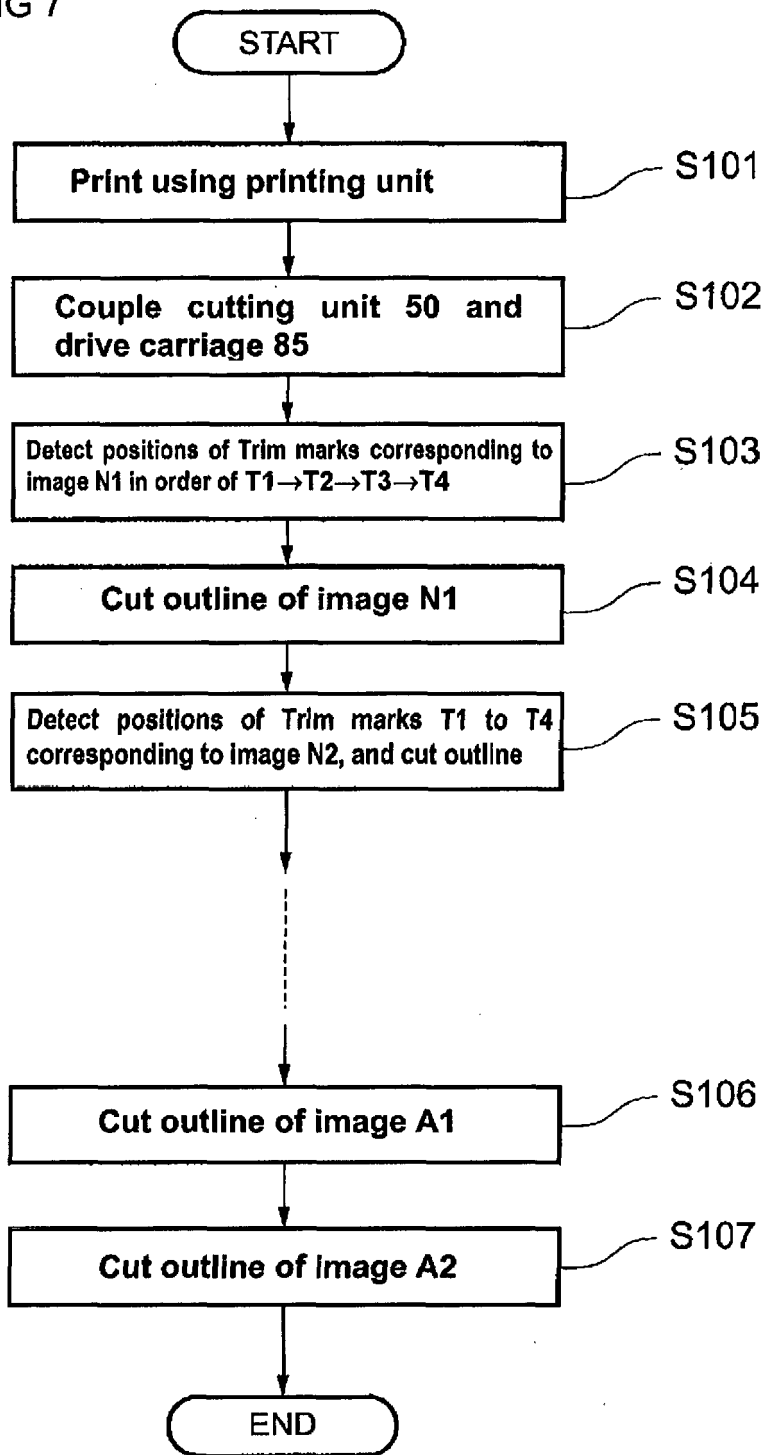 IG 7
START
Print using printing unit
S101
Couple cutting unit 50 and
drive carriage 85
S102
Detect positions of Trim marks corresponding to
image N1 in order of T1→T2→T3→T4
S103
Cut outline of image N1
S104
Detect positions of Trim marks T1 to T4
corresponding to image N2, and cut outline
S105
Cut outline of image A1
S106
Cut outline of image A2
S107
END